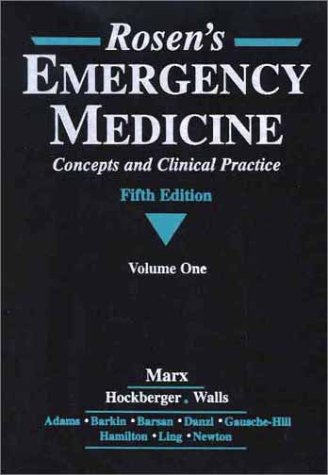 Rosen's
EMERGENCY
MEDICINE
Concepts and Clinical Practice
Fifth Edition
Volume One
Marx
Hockberger • Walls
Adams • Barkin • Barsan • Danzl • Gausche-Hill
Hamilton • Ling • Newton